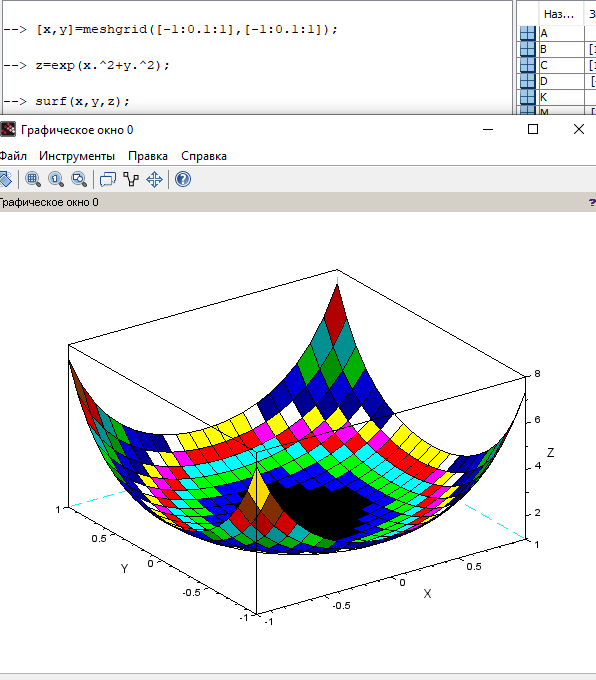 Наз... З
--> [x,y]=meshgrid([-1:0.1:1],[-1:0.1:1]);
A
B [1
C [1
--> z=exp(x.^2+y.^2);
D [
K
--> surf(x,y,z);
M [
Графическое окно 0
Файл Инструменты Правка Справка
Графическое окно 0 ?
8
6
Z
4
2
1
1
0.5
Y
0
-0.5
-1
-1
-0.5
0
X
0.5